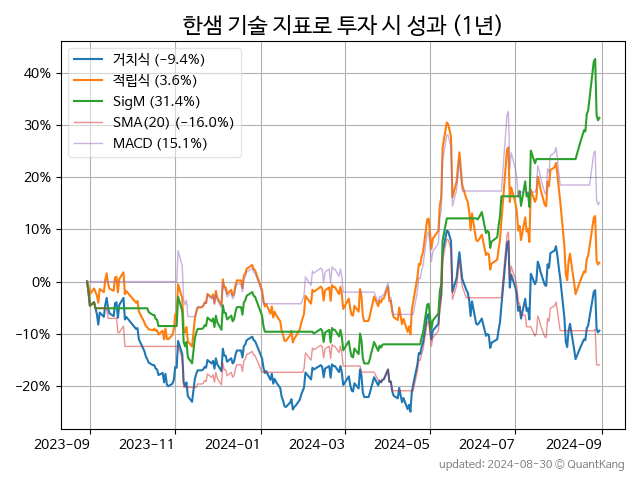 한샘 기술 지표로 투자 시 성과 (1년)
거치식 (−9.4%)
적립식 (3.6%)
SigM (31.4%)
SMA(20) (−16.0%)
MACD (15.1%)
40%
30%
20%
10%
0%
−10%
−20%
2023-09 2023-11 2024-01 2024-03 2024-05 2024-07 2024-09
updated: 2024-08-30 © QuantKang